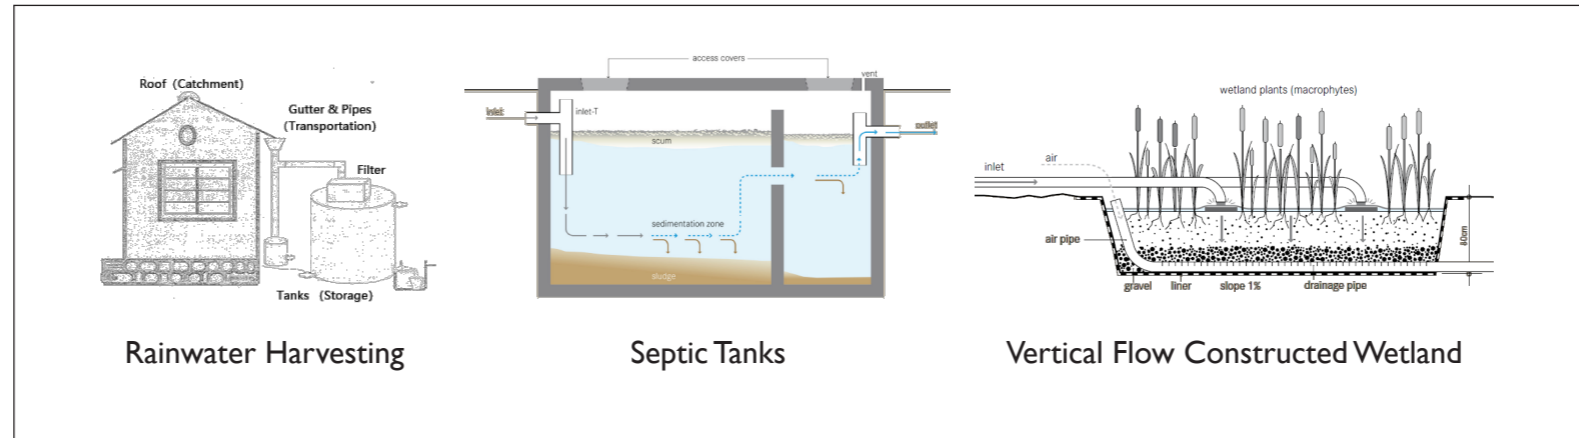 Roof (Catchment)
Gutter & Pipes
(Transportation)
Filter
Tanks (Storage)
Rainwater Harvesting
access covers
vent
inlet
inlet-T
outlet
scum
sedimentation zone
sludge
Septic Tanks
wetland plants (macrophytes)
air
inlet
air pipe
80cm
gravel
liner
slope 1%
drainage pipe
Vertical Flow Constructed Wetland